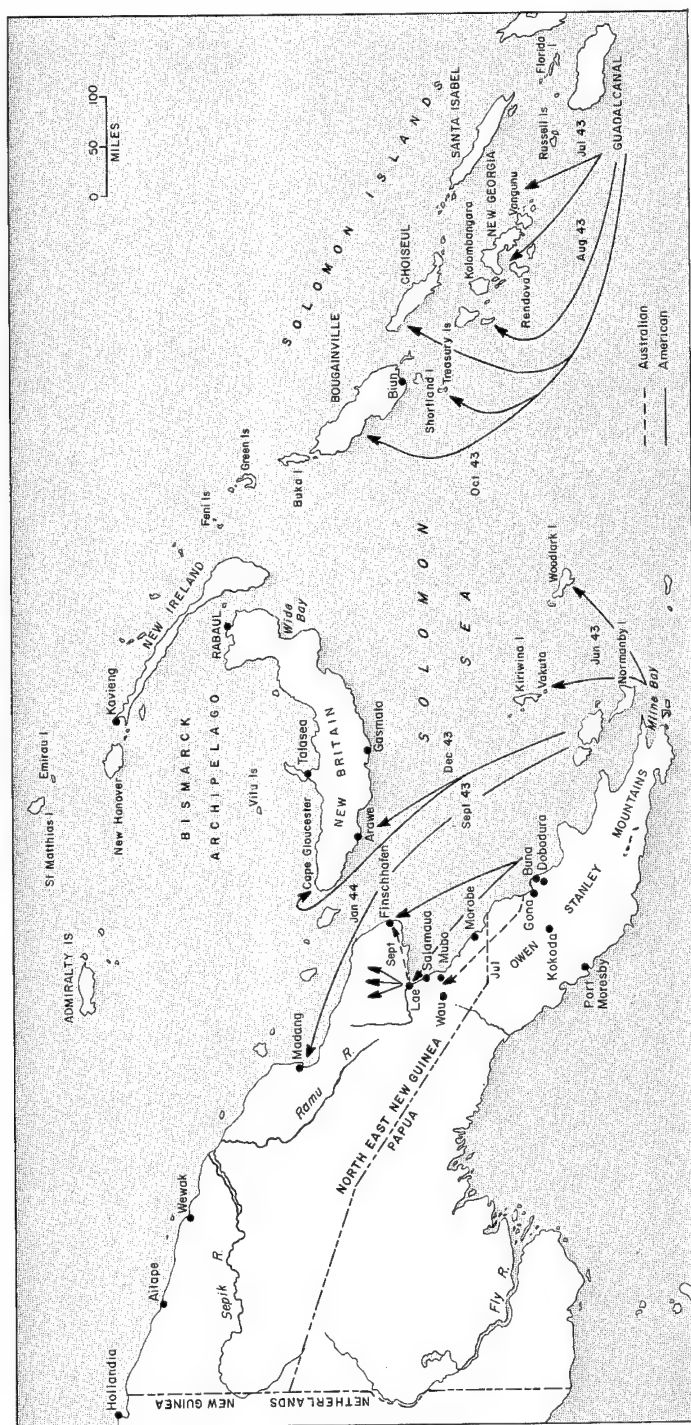 Hollandia
Aitape
Wewak
Sepik R.
Ramu R.
Madang
NETHERLANDS
NEW GUINEA
NORTH EAST NEW GUINEA
PAPUA
Fly R.
ADMIRALTY IS
St Matthias I
Emirau I
New Hanover
Kavieng
BISMARCK
ARCHIPELAGO
Vitu Is
NEW IRELAND
Feni Is
Green Is
RABAUL
Wide Bay
Talasea
NEW BRITAIN
Cape Gloucester
Gasmata
Arawe
Jan 44
Finschhafen
Sept
Lae
Salamaua
Mubo
Wau
Morobe
Jul
Dec 43
Sept 43
Buna
Dobodura
Gona
Kokoda
OWEN STANLEY MOUNTAINS
Port
Moresby
Milne Bay
Normanby I
Jun 43
Kiriwina I
Vakuta
Woodlark I
SOLOMON
SEA
SOLOMON ISLANDS
Buka I
BOUGAINVILLE
Biun
Shortland I
Treasury Is
Oct 43
CHOISEUL
SANTA ISABEL
Kolombangara
NEW GEORGIA
Vangunu
Rendova
Aug 43
Jul 43
Russell Is
Florida I
GUADALCANAL
0 50 100
MILES
Australian
American